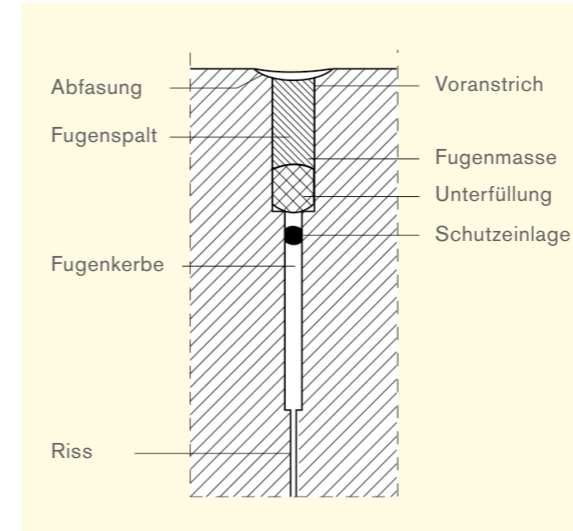 Abfasung
Voranstrich
Fugenspalt
Fugenmasse
Unterfüllung
Schutzeinlage
Fugenkerbe
Riss